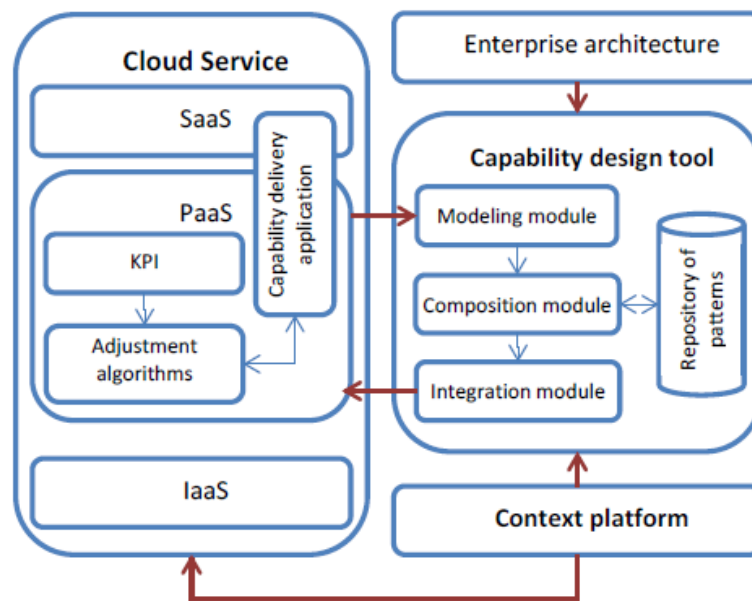 Cloud Service
SaaS
PaaS
Capability delivery
application
KPI
Adjustment
algorithms
IaaS
Enterprise architecture
Capability design tool
Modeling module
Composition module
Integration module
Repository of
patterns
Context platform